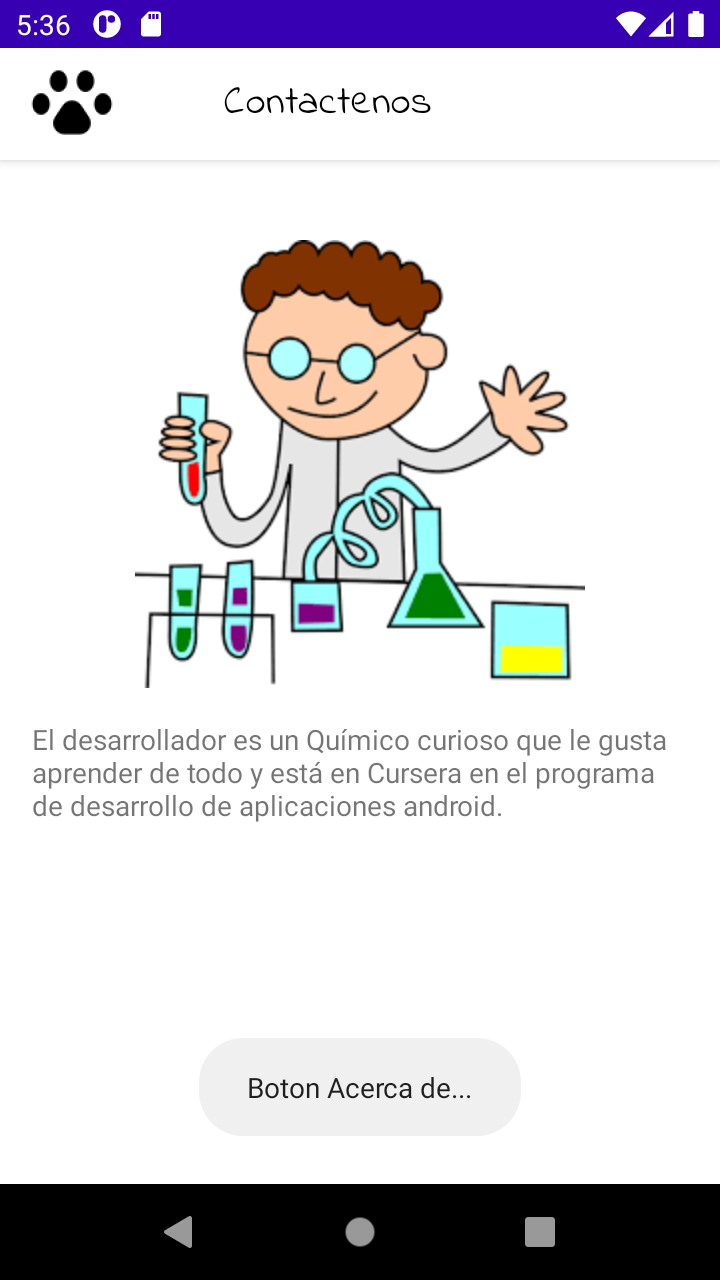 5:36
Contactenos
El desarrollador es un Químico curioso que le gusta
aprender de todo y está en Cursera en el programa
de desarrollo de aplicaciones android.
Boton Acerca de...